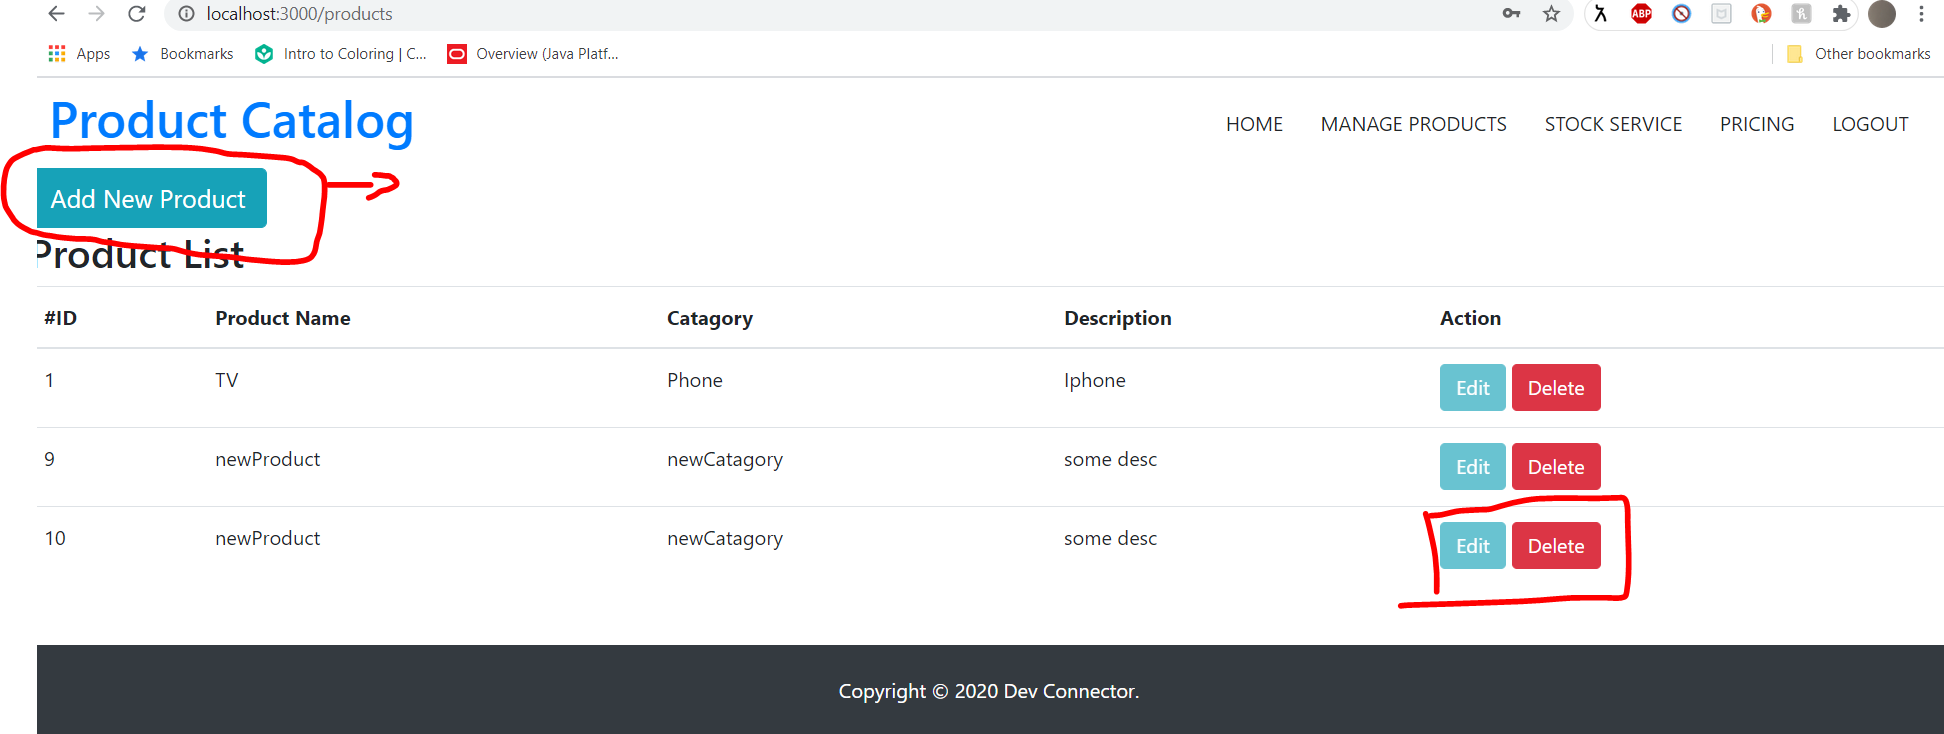 localhost:3000/products
ABP
Apps Bookmarks Intro to Coloring | C... Overview (Java Platf... Other bookmarks
Product Catalog HOME MANAGE PRODUCTS STOCK SERVICE PRICING LOGOUT
Add New Product
Product List
#ID Product Name Catagory Description Action
1 TV Phone Iphone Edit Delete
9 newProduct newCatagory some desc Edit Delete
10 newProduct newCatagory some desc Edit Delete
Copyright © 2020 Dev Connector.